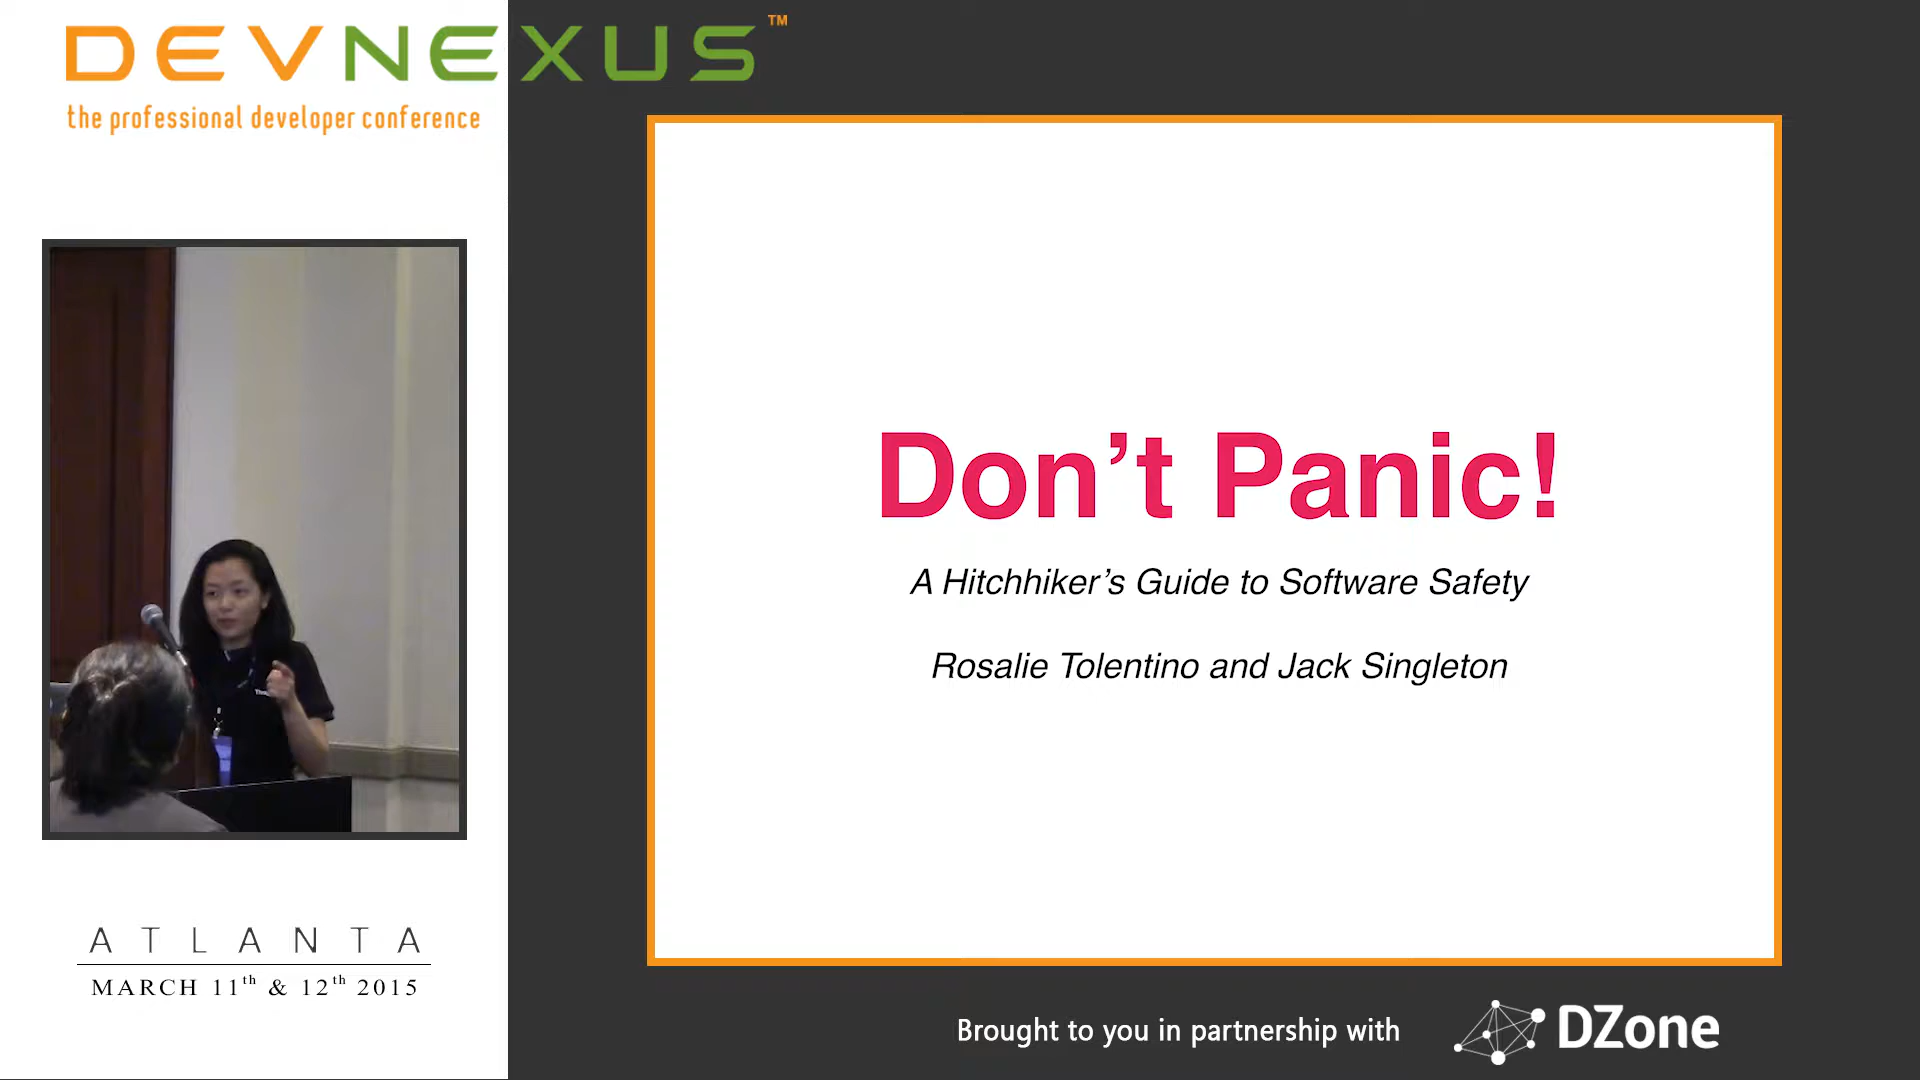 DEVNEXUS™
the professional developer conference
Don’t Panic!
A Hitchhiker’s Guide to Software Safety
Rosalie Tolentino and Jack Singleton
ATLANTA
MARCH 11th & 12th 2015
Brought to you in partnership with
DZone